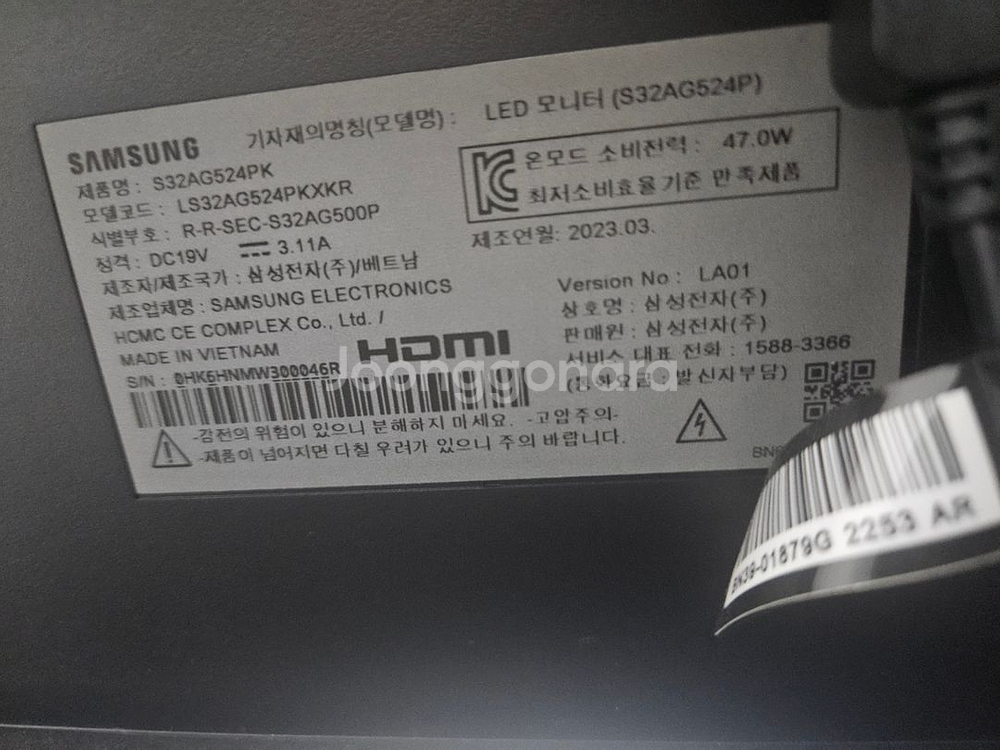 SAMSUNG 기자재의명칭(모델명) : LED 모니터 (S32AG524P)
제품명 : S32AG524PK
모델코드 : LS32AG524PKXKR
식별부호 : R-R-SEC-S32AG500P
정격 : DC19V 3.11A
제조자/제조국가 : 삼성전자(주)/베트남
제조업체명 : SAMSUNG ELECTRONICS
HCMC CE COMPLEX Co., Ltd. /
MADE IN VIETNAM
HDMI
S/N : 0HK6HNMW300046R
온모드 소비전력 : 47.0W
최저소비효율기준 만족제품
제조연월: 2023.03.
Version No : LA01
상호명 : 삼성전자(주)
판매원 : 삼성전자(주)
서비스 대표 전화 : 1588-3366
(통화요금 발신자부담)
-감전의 위험이 있으니 분해하지 마세요. -고압주의-
-제품이 넘어지면 다칠 우려가 있으니 주의 바랍니다.
BN39-01879G 2253 AR
Joonggonara